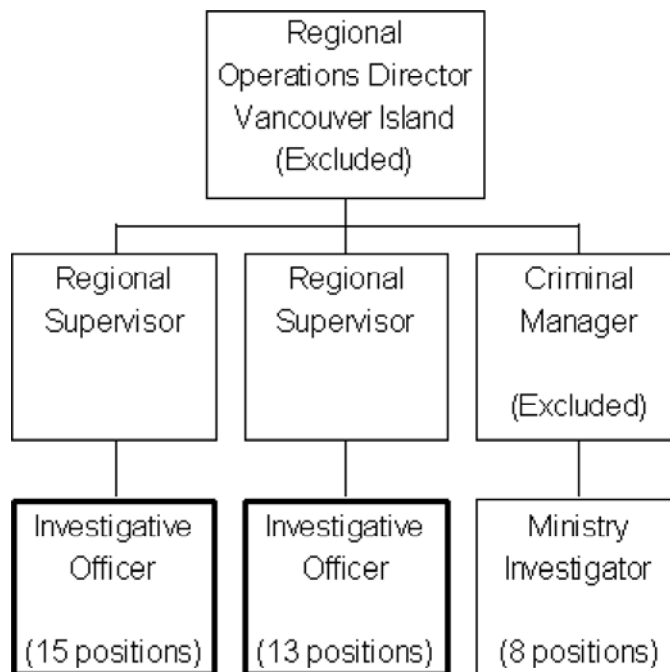 Regional
Operations Director
Vancouver Island
(Excluded)
Regional
Supervisor
Regional
Supervisor
Criminal
Manager
(Excluded)
Investigative
Officer
(15 positions)
Investigative
Officer
(13 positions)
Ministry
Investigator
(8 positions)